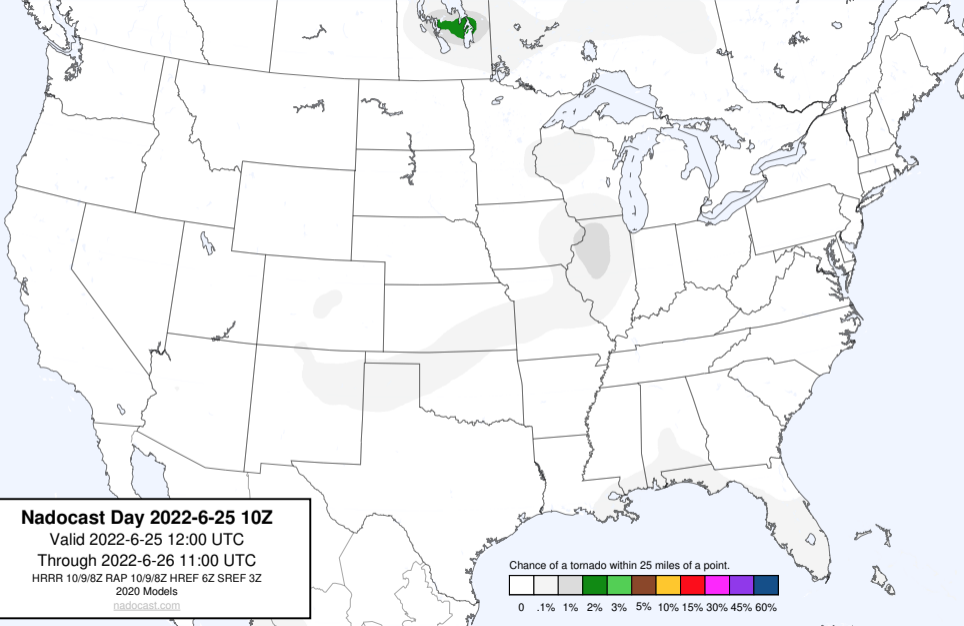 Nadocast Day 2022-6-25 10Z
Valid 2022-6-25 12:00 UTC
Through 2022-6-26 11:00 UTC
HRRR 10/9/8Z RAP 10/9/8Z HREF 6Z SREF 3Z
2020 Models
nadocast.com
Chance of a tornado within 25 miles of a point.
0 .1% 1% 2% 3% 5% 10% 15% 30% 45% 60%